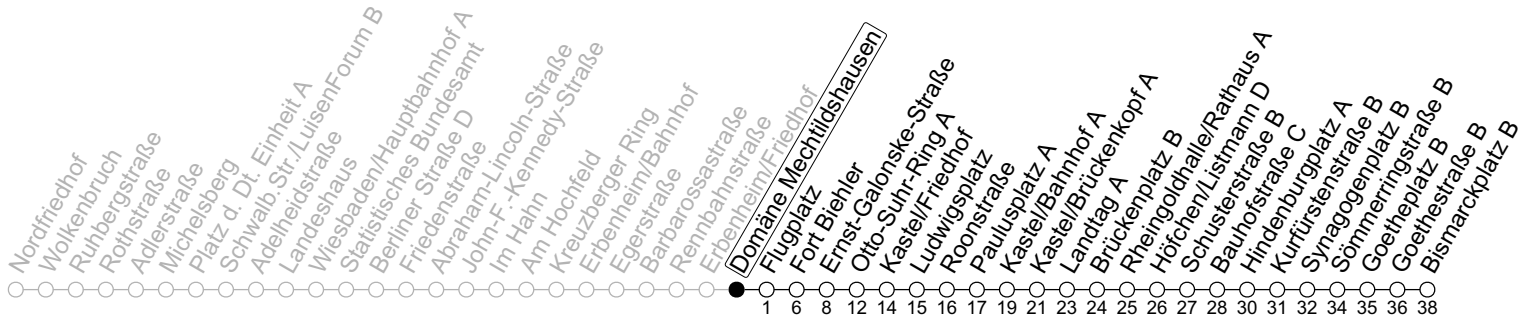 Nordfriedhof
Wolkenbruch
Ruhbergstraße
Rothstraße
Adlerstraße
Michelsberg
Platz d. Dt. Einheit A
Schwalb.Str./LuisenForum B
Adelheidstraße
Landeshaus
Wiesbaden/Hauptbahnhof A
Statistisches Bundesamt
Berliner Straße D
Friedenstraße
Abraham-Lincoln-Straße
John-F.-Kennedy-Straße
Im Hahn
Am Hochfeld
Kreuzberger Ring
Erbenheim/Bahnhof
Egerstraße
Barbarossastraße
Rennbahnstraße
Erbenheim/Friedhof
Domäne Mechtildshausen
Flugplatz
Fort Biehler
Ernst-Galonske-Straße
Otto-Suhr-Ring A
Kastel/Friedhof
Ludwigsplatz
Roonstraße
Paulusplatz A
Kastel/Bahnhof A
Kastel/Brückenkopf A
Landtag A
Brückenplatz B
Rheingoldhalle/Rathaus A
Höfchen/Listmann D
Schusterstraße B
Bauhofstraße C
Hindenburgplatz A
Kurfürstenstraße B
Synagogenplatz B
Sömmerringstraße B
Goetheplatz B
Goethestraße B
Bismarckplatz B
1 6 8 12 14 15 16 17 19 21 23 24 25 26 27 28 30 31 32 34 35 36 38